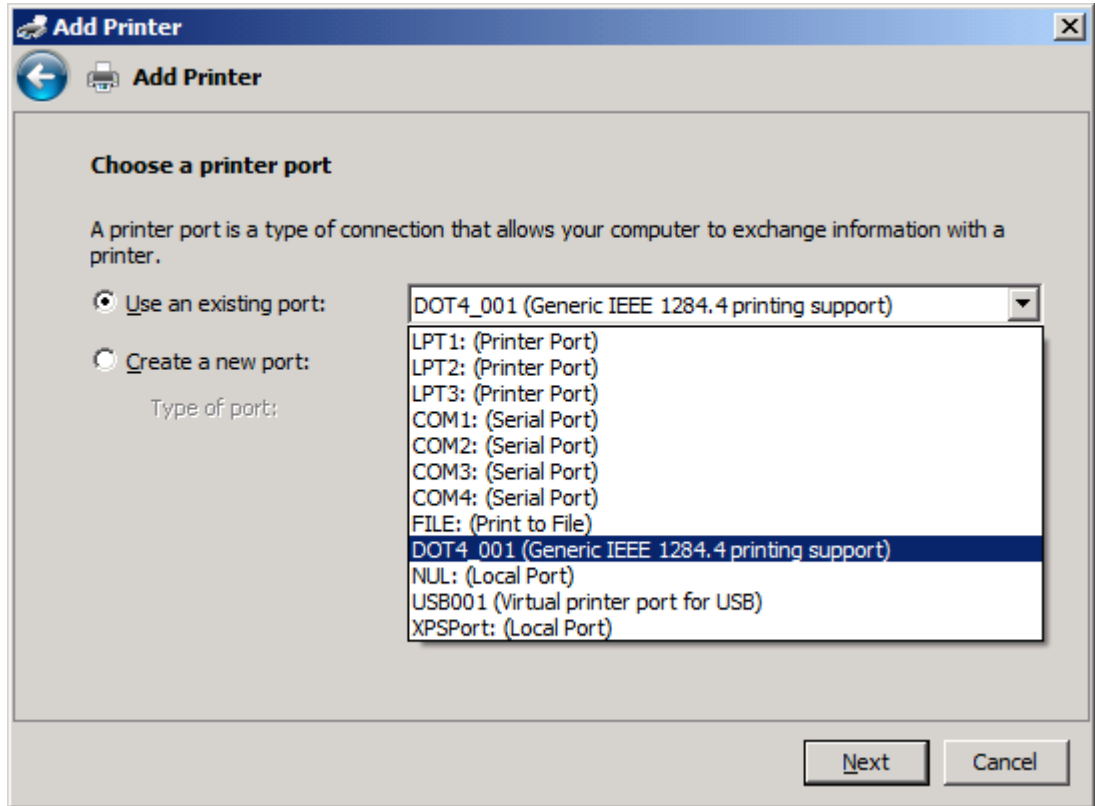 Add Printer
Add Printer
Choose a printer port
A printer port is a type of connection that allows your computer to exchange information with a
printer.
Use an existing port:
DOT4_001 (Generic IEEE 1284.4 printing support)
LPT1: (Printer Port)
LPT2: (Printer Port)
Create a new port:
LPT3: (Printer Port)
Type of port:
COM1: (Serial Port)
COM2: (Serial Port)
COM3: (Serial Port)
COM4: (Serial Port)
FILE: (Print to File)
DOT4_001 (Generic IEEE 1284.4 printing support)
NUL: (Local Port)
USB001 (Virtual printer port for USB)
XPSPort: (Local Port)
Next
Cancel